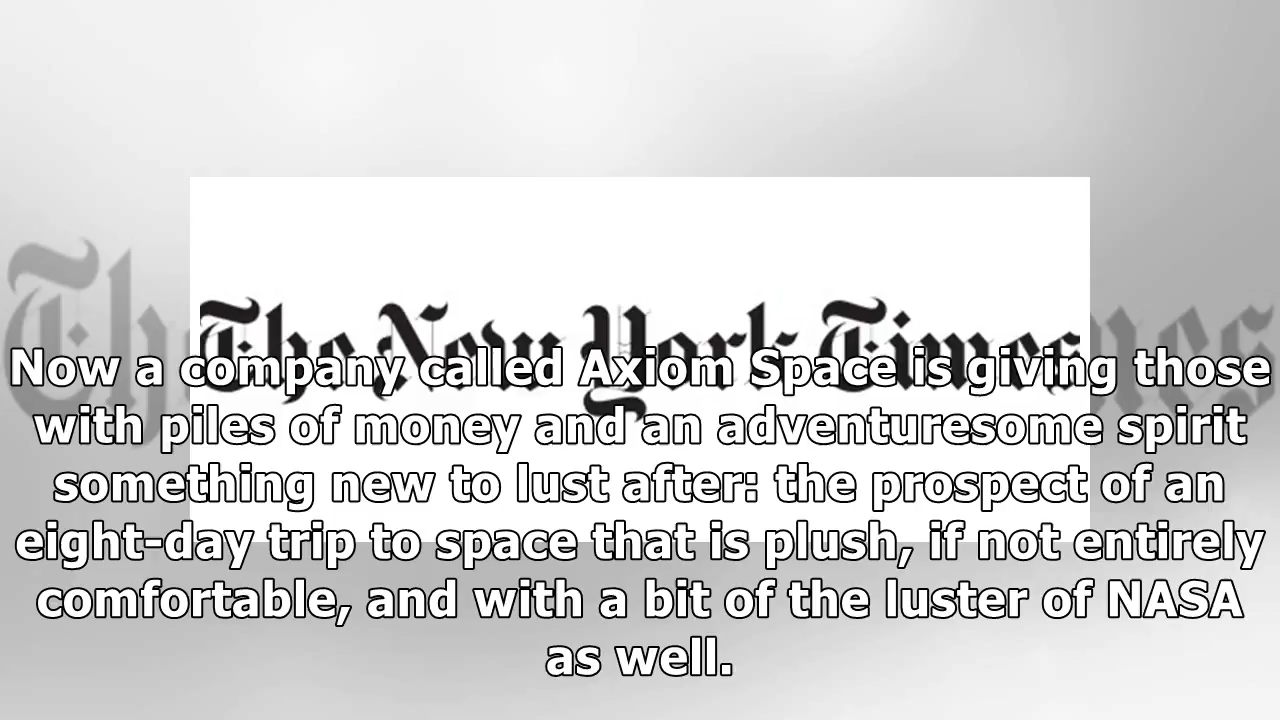 The New York Times
Now a company called Axiom Space is giving those
with piles of money and an adventuresome spirit
something new to lust after: the prospect of an
eight-day trip to space that is plush, if not entirely
comfortable, and with a bit of the luster of NASA
as well.